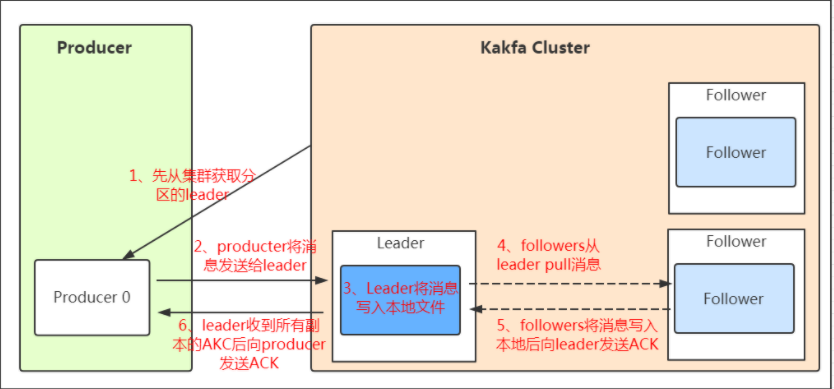 Producer
Kakfa Cluster
Follower
Follower
1、先从集群获取分
区的leader
2、producter将消
息发送给leader
Leader
4、followers从
leader pull消息
Follower
Producer 0
3、Leader将消息
写入本地文件
Follower
6、leader收到所有副
本的AKC后向producer
发送ACK
5、followers将消息写入
本地后向leader发送ACK